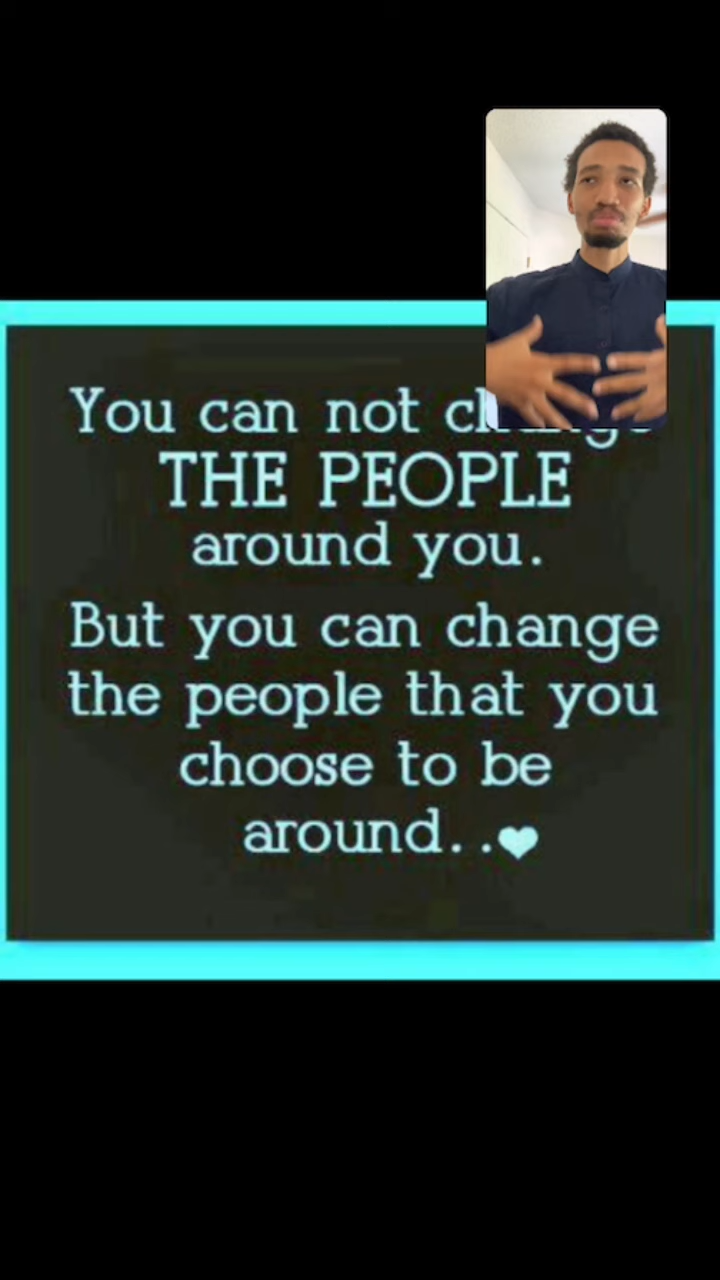 You can not
THE PEOPLE
around you.
But you can change
the people that you
choose to be
around. .♥